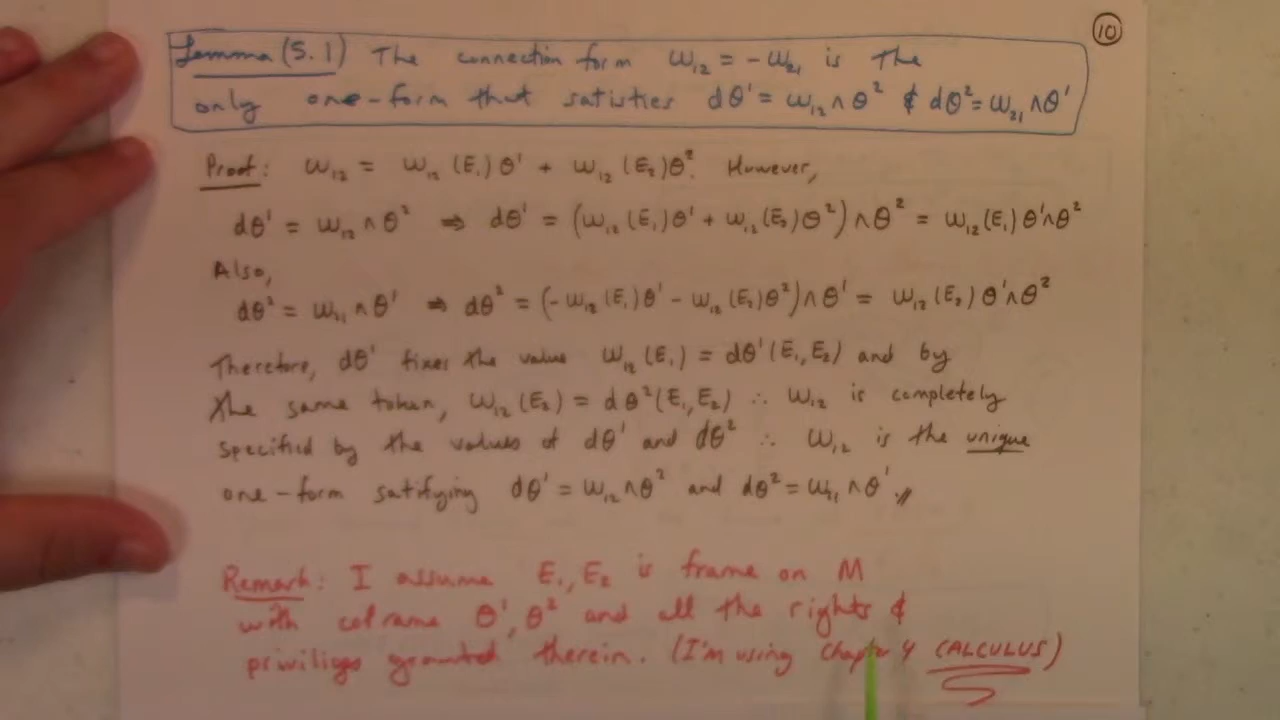 10
Lemma (5.1) The connection form ω₁₂ = -ω₂₁ is the
only one-form that satisfies dθ¹ = ω₁₂ ∧ θ² & dθ² = ω₂₁ ∧ θ¹
Proof: ω₁₂ = ω₁₂(E₁)θ¹ + ω₁₂(E₂)θ². However,
dθ¹ = ω₁₂ ∧ θ² ⇒ dθ¹ = (ω₁₂(E₁)θ¹ + ω₁₂(E₂)θ²) ∧ θ² = ω₁₂(E₁)θ¹∧θ²
Also,
dθ² = ω₂₁ ∧ θ¹ ⇒ dθ² = (-ω₁₂(E₁)θ¹ - ω₁₂(E₂)θ²) ∧ θ¹ = ω₁₂(E₂)θ¹∧θ²
Therefore, dθ¹ fixes the value ω₁₂(E₁) = dθ¹(E₁,E₂) and by
the same token, ω₁₂(E₂) = dθ²(E₁,E₂) ∴ ω₁₂ is completely
specified by the values of dθ¹ and dθ² ∴ ω₁₂ is the unique
one-form satifying dθ¹ = ω₁₂ ∧ θ² and dθ² = ω₂₁ ∧ θ¹. //
Remark: I assume E₁, E₂ is frame on M
with coframe θ¹, θ² and all the rights &
priviliges granted therein. (I'm using Chapter 4 CALCULUS)